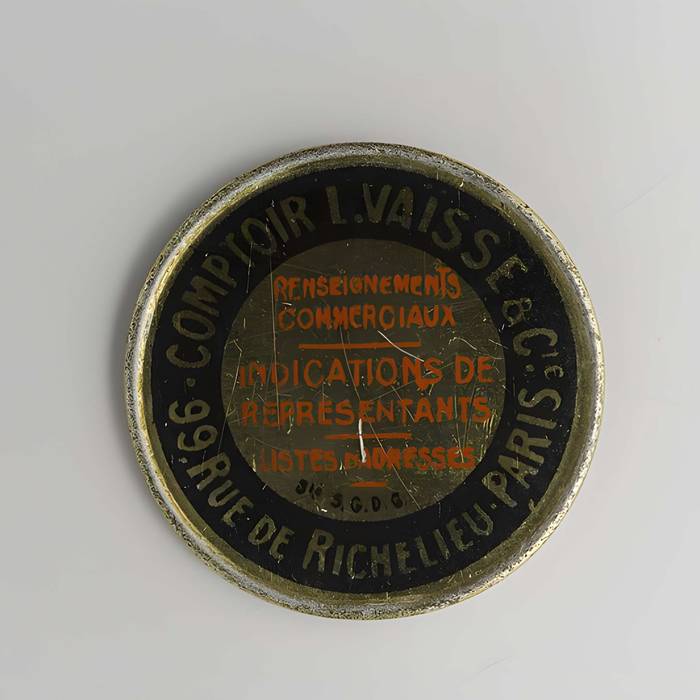 COMPTOIR L. VAISSE & CIE
99, RUE DE RICHELIEU · PARIS ·
RENSEIGNEMENTS
COMMERCIAUX
INDICATIONS DE
REPRÉSENTANTS
LISTES D'ADRESSES
S.G.D.G.